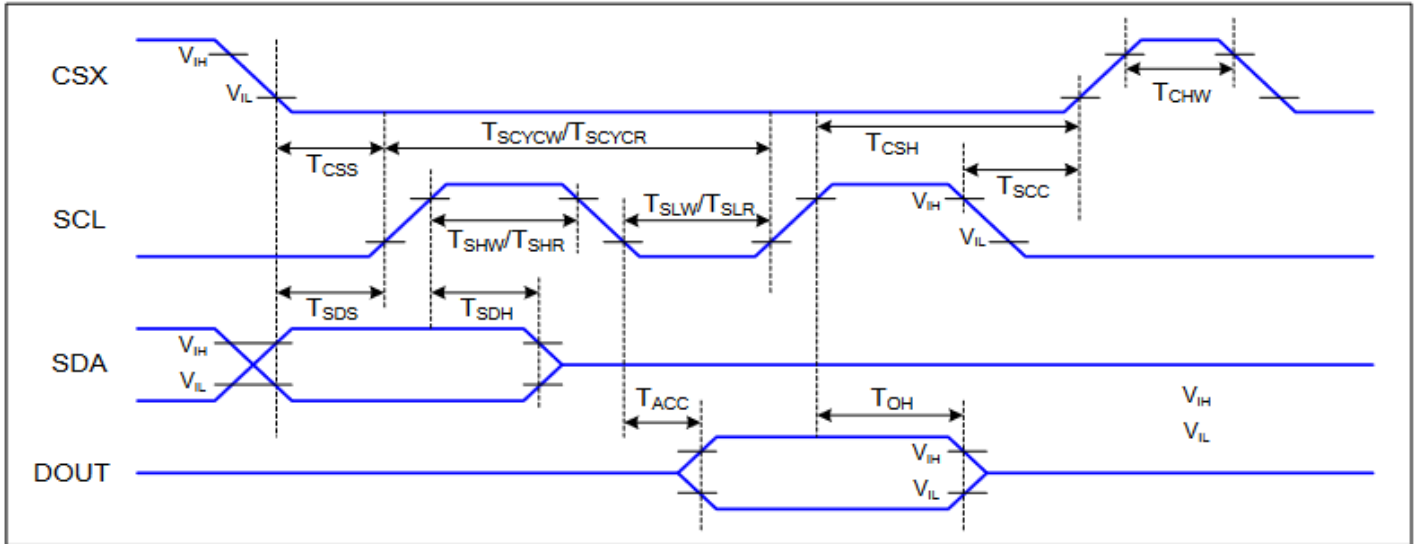 CSX
VIH
VIL
TCHW
TSCYCW/TSCYCR
TCSS
TCSH
TSCC
SCL
TSHW/TSHR
TSLW/TSLR
VIH
VIL
TSDS
TSDH
SDA
VIH
VIL
TACC
TOH
VIH
VIL
DOUT
VIH
VIL